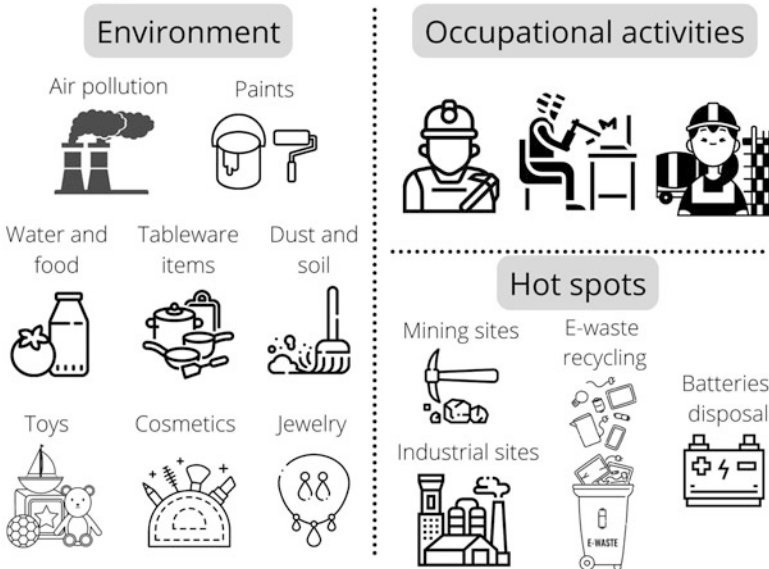 Environment
Air pollution
Paints
Water and
food
Tableware
items
Dust and
soil
Toys
Cosmetics
Jewelry
Occupational activities
Hot spots
Mining sites
E-waste
recycling
Batteries
disposal
Industrial sites
E-WASTE